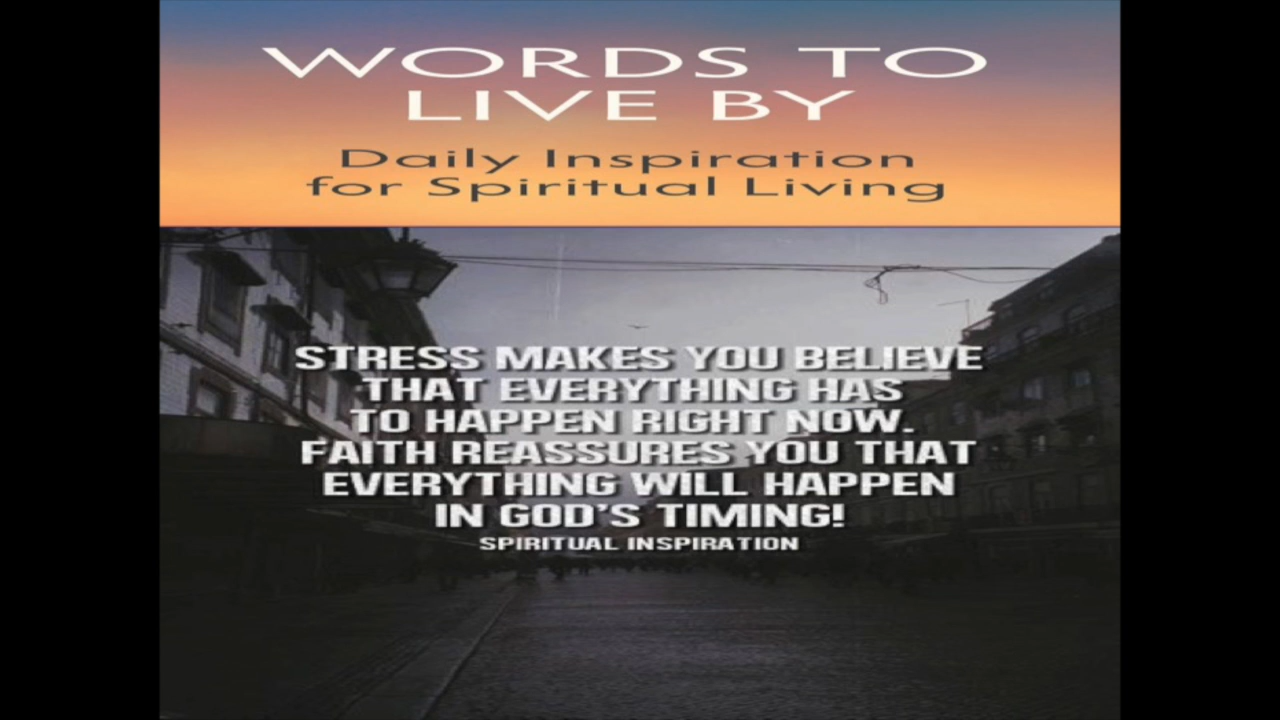 WORDS TO
LIVE BY
Daily Inspiration
for Spiritual Living
STRESS MAKES YOU BELIEVE
THAT EVERYTHING HAS
TO HAPPEN RIGHT NOW.
FAITH REASSURES YOU THAT
EVERYTHING WILL HAPPEN
IN GOD'S TIMING!
SPIRITUAL INSPIRATION